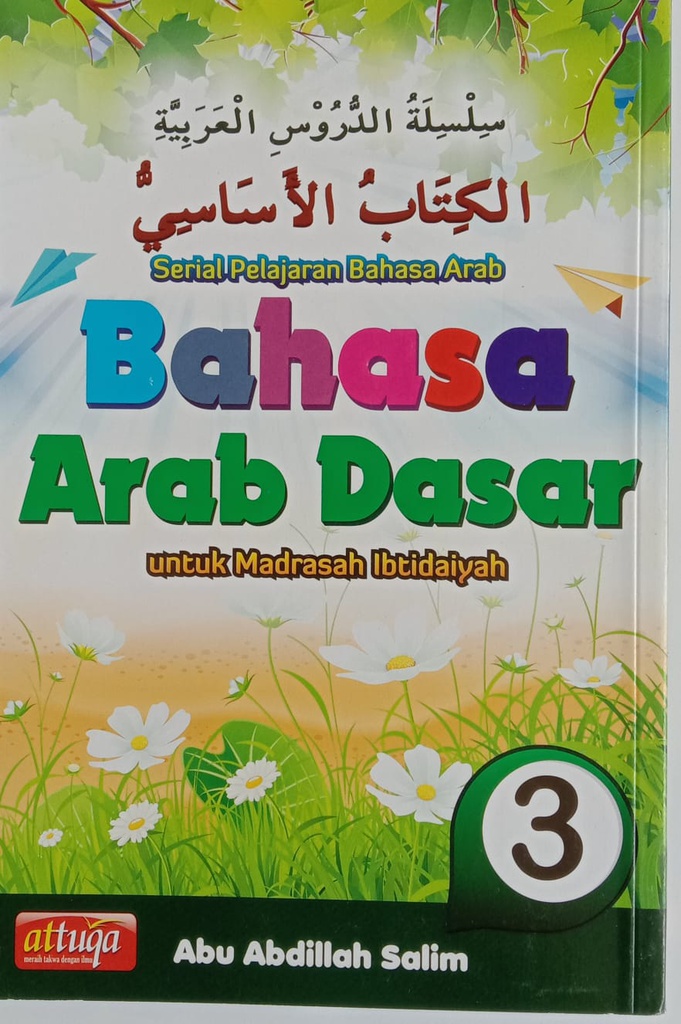 سِلْسِلَةُ الدُّرُوْسِ الْعَرَبِيَّةِ
الكِتَابُ الأَسَاسِيُّ
Serial Pelajaran Bahasa Arab
Bahasa
Arab Dasar
untuk Madrasah Ibtidaiyah
3
attuqa
meraih takwa dengan ilmu
Abu Abdillah Salim